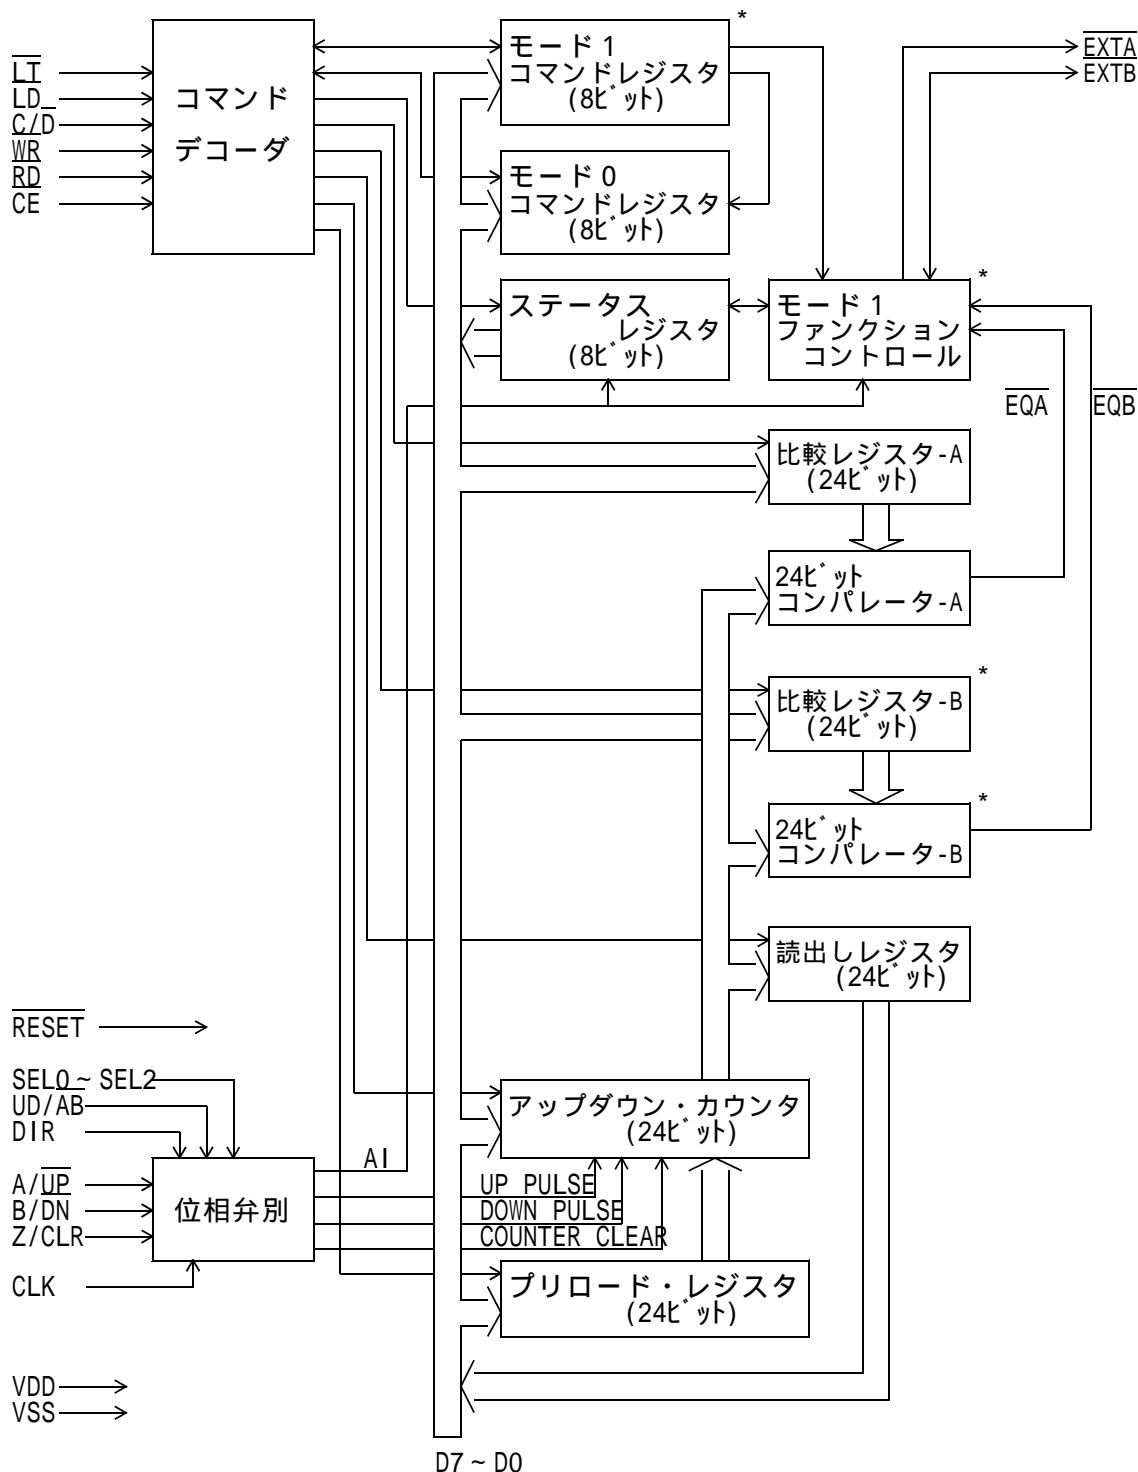 *
モード1
コマンドレジスタ
(8ビット)
EXTA
EXTB
LT
LD
C/D
WR
RD
CE
コマンド
デコーダ
モード0
コマンドレジスタ
(8ビット)
*
ステータス
レジスタ
(8ビット)
モード1
ファンクション
コントロール
EQA
EQB
比較レジスタ-A
(24ビット)
24ビット
コンパレータ-A
*
比較レジスタ-B
(24ビット)
*
24ビット
コンパレータ-B
読出しレジスタ
(24ビット)
RESET
SEL0~SEL2
UD/AB
DIR
アップダウン・カウンタ
(24ビット)
AI
A/UP
B/DN
Z/CLR
位相弁別
UP PULSE
DOWN PULSE
COUNTER CLEAR
CLK
プリロード・レジスタ
(24ビット)
VDD
VSS
D7~D0